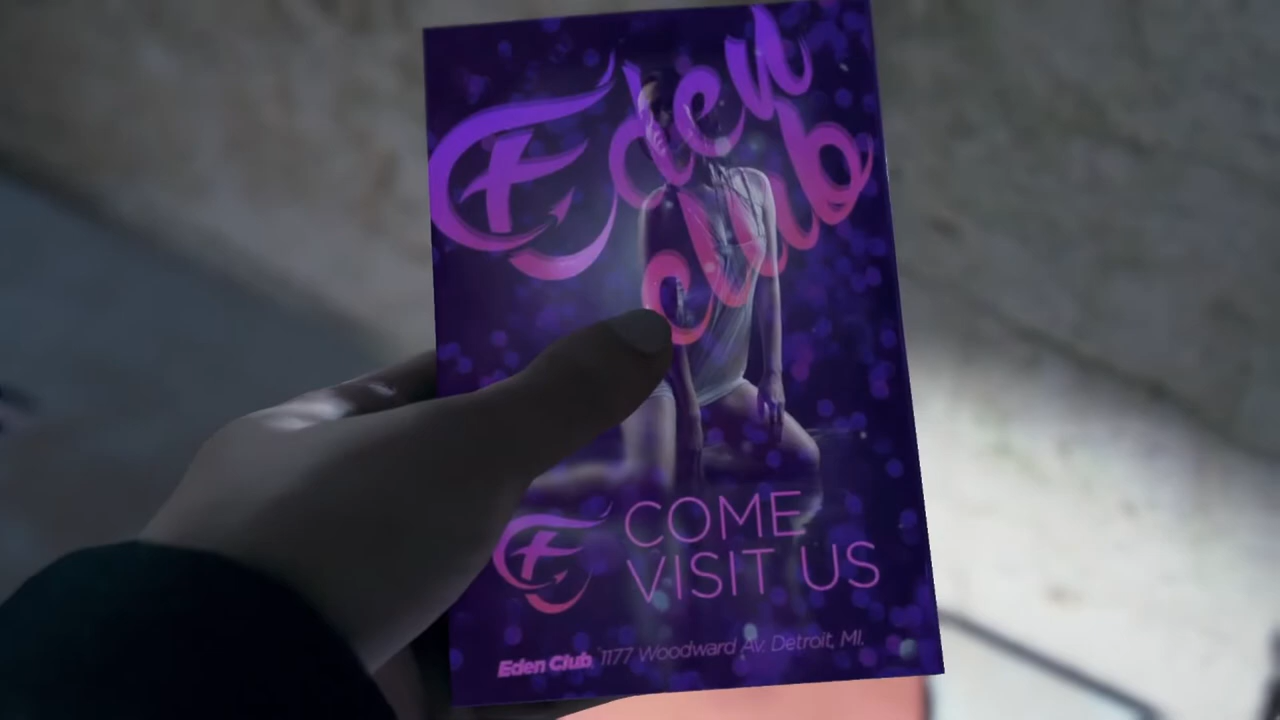 Eden
club
COME
VISIT US
Eden Club 1177 Woodward Av. Detroit, MI.